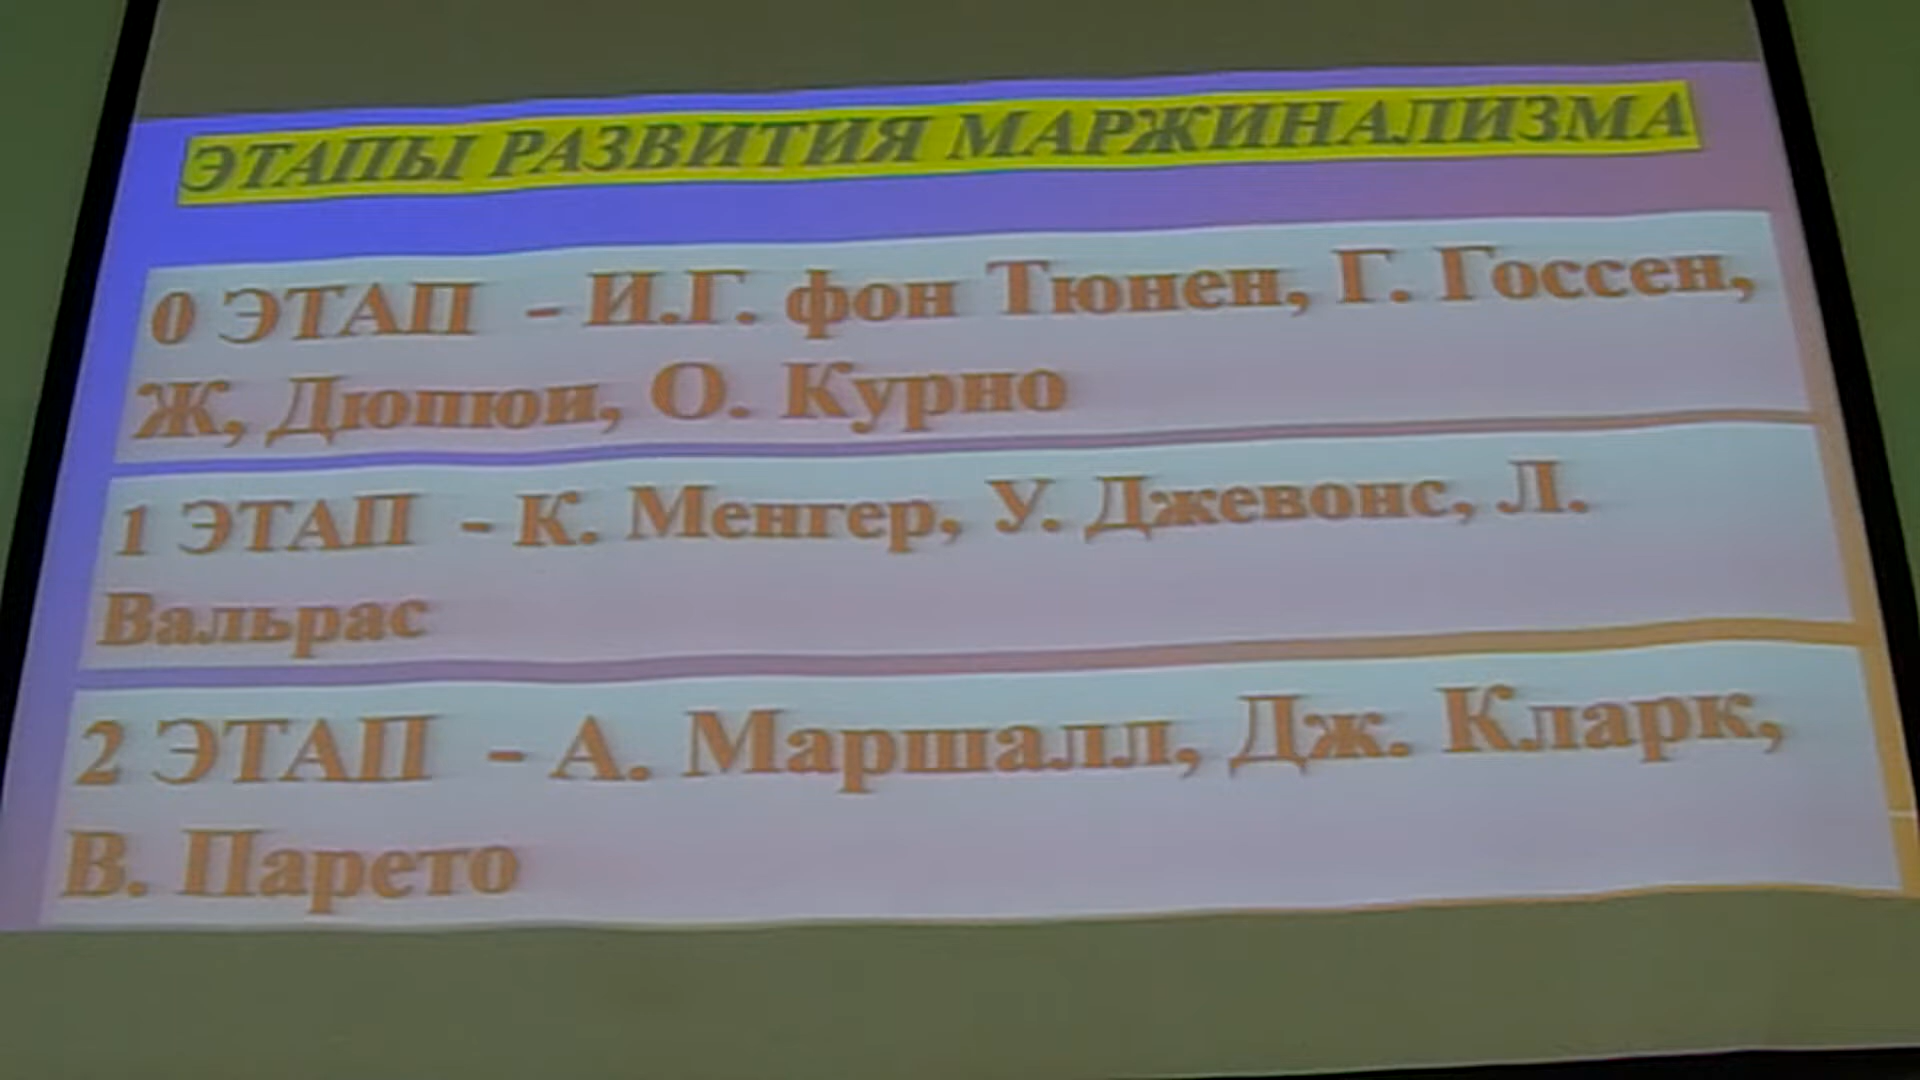 ЭТАПЫ РАЗВИТИЯ МАРЖИНАЛИЗМА
0 ЭТАП - И.Г. фон Тюнен, Г. Госсен,
Ж, Дюпюи, О. Курно
1 ЭТАП - К. Менгер, У. Джевонс, Л.
Вальрас
2 ЭТАП - А. Маршалл, Дж. Кларк,
В. Парето